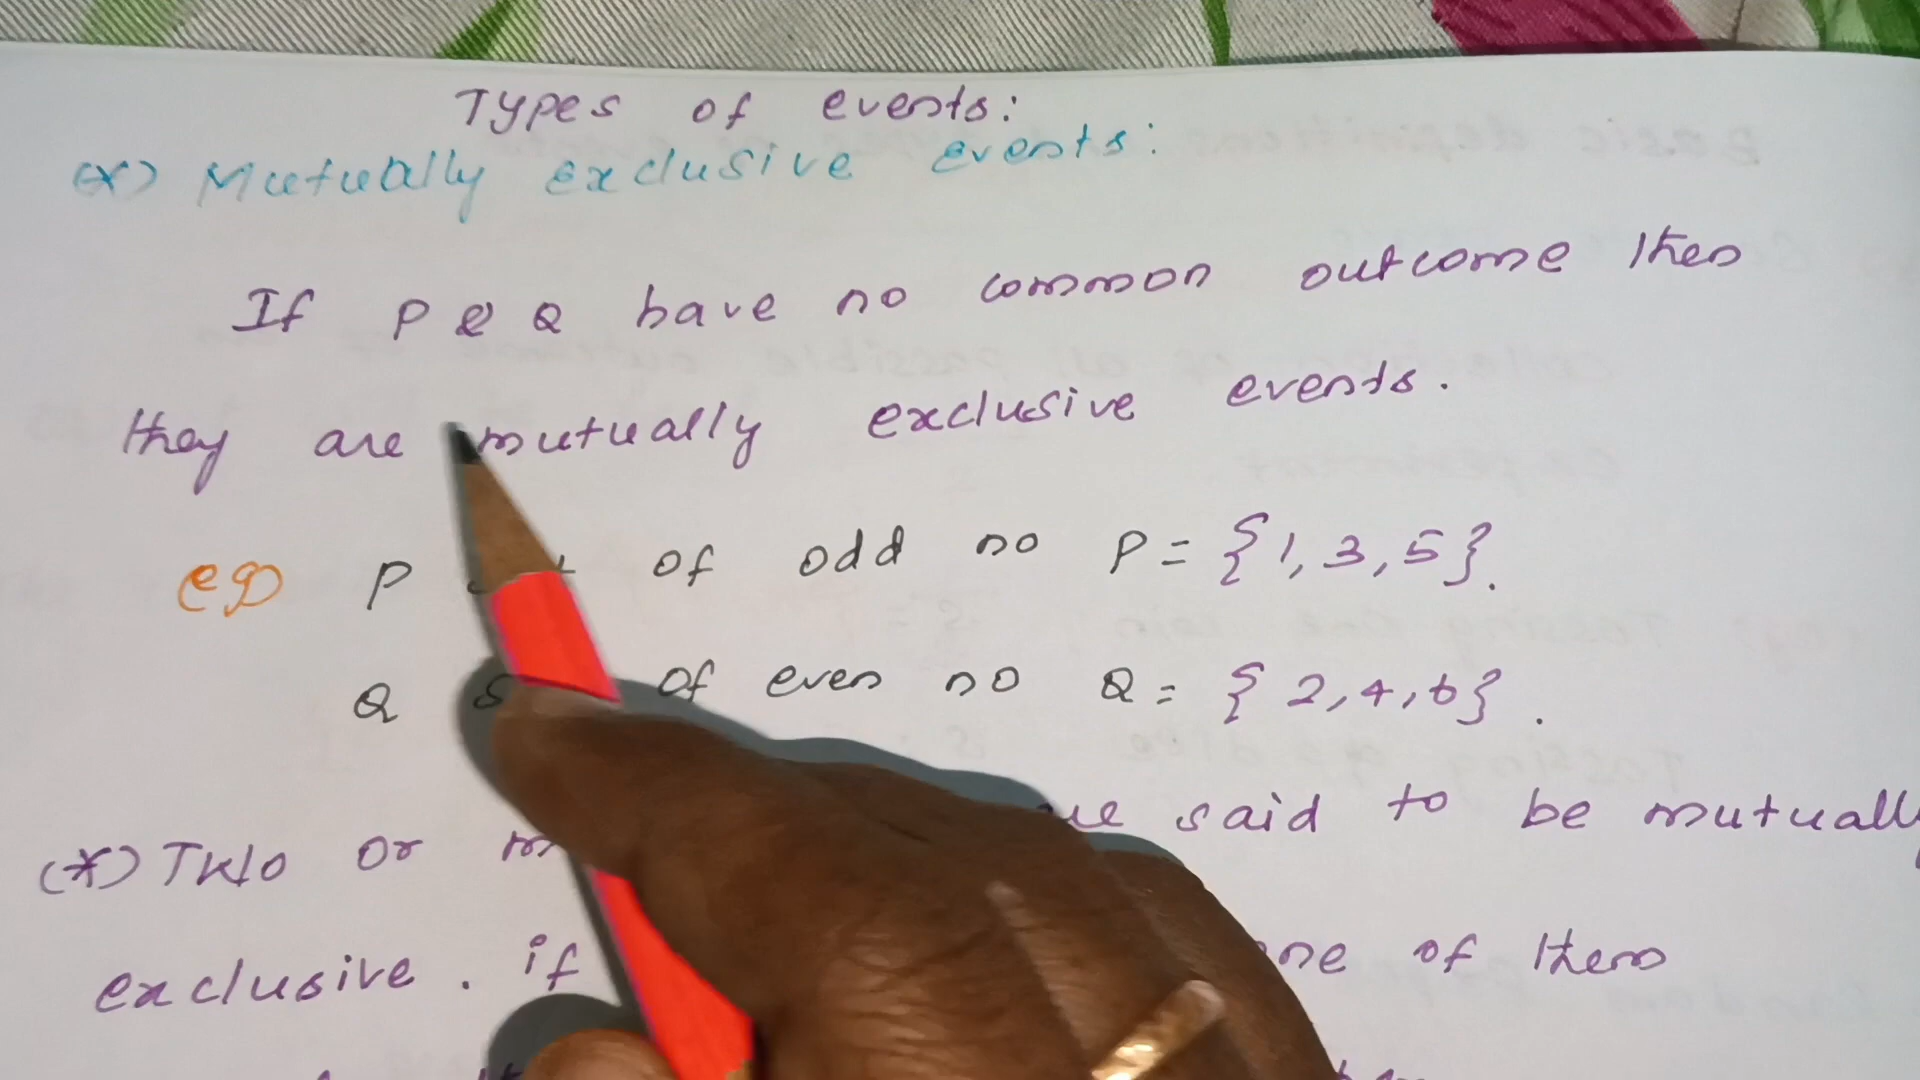 Types of events:
(*) Mutually exclusive events:
If P & Q have no common outcome then
they are mutually exclusive events.
eg) P of odd no P = {1, 3, 5}.
Q of even no Q = {2, 4, 6}.
(*) Two or said to be mutually
exclusive. if one of them